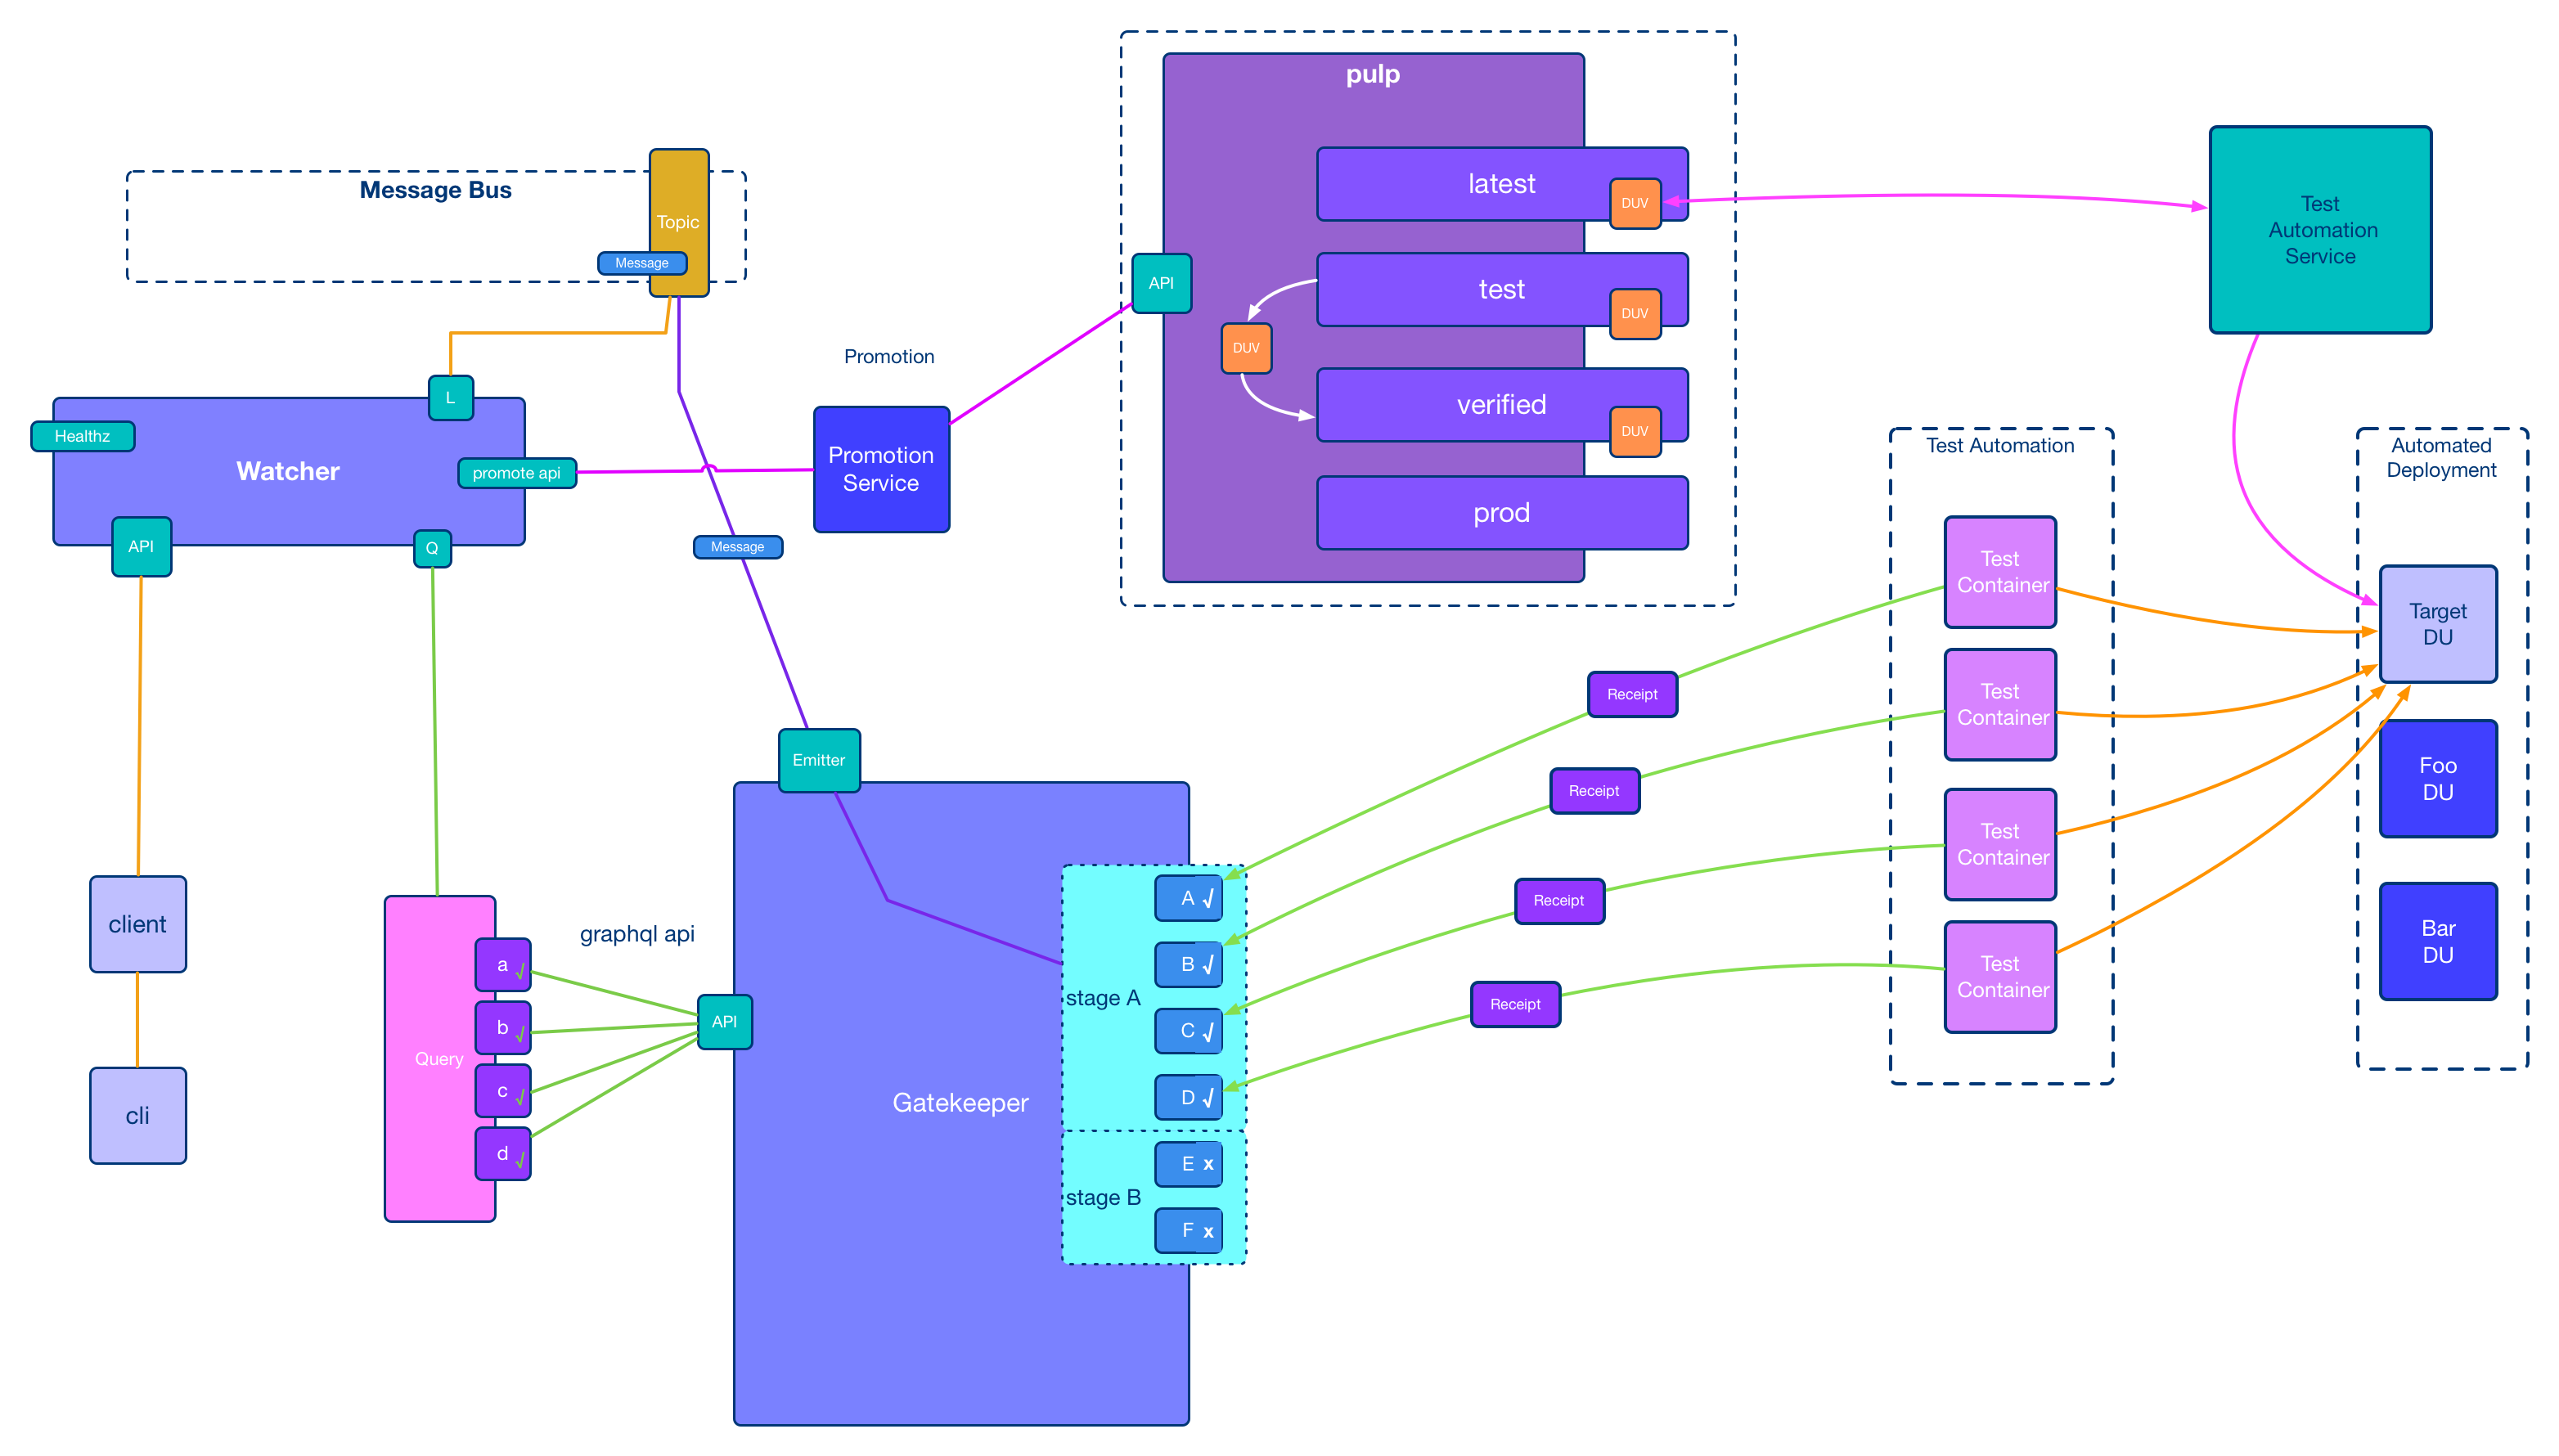 pulp
latest
DUV
test
DUV
DUV
verified
DUV
prod
API
Message Bus
Topic
Message
L
Healthz
Watcher
promote api
API
Q
Promotion
Promotion
Service
Message
Test
Automation
Service
Test Automation
Test
Container
Test
Container
Test
Container
Test
Container
Automated
Deployment
Target
DU
Foo
DU
Bar
DU
Receipt
Receipt
Receipt
Receipt
client
cli
Query
a √
b √
c √
d √
graphql api
API
Emitter
Gatekeeper
stage A
A √
B √
C √
D √
stage B
E x
F x